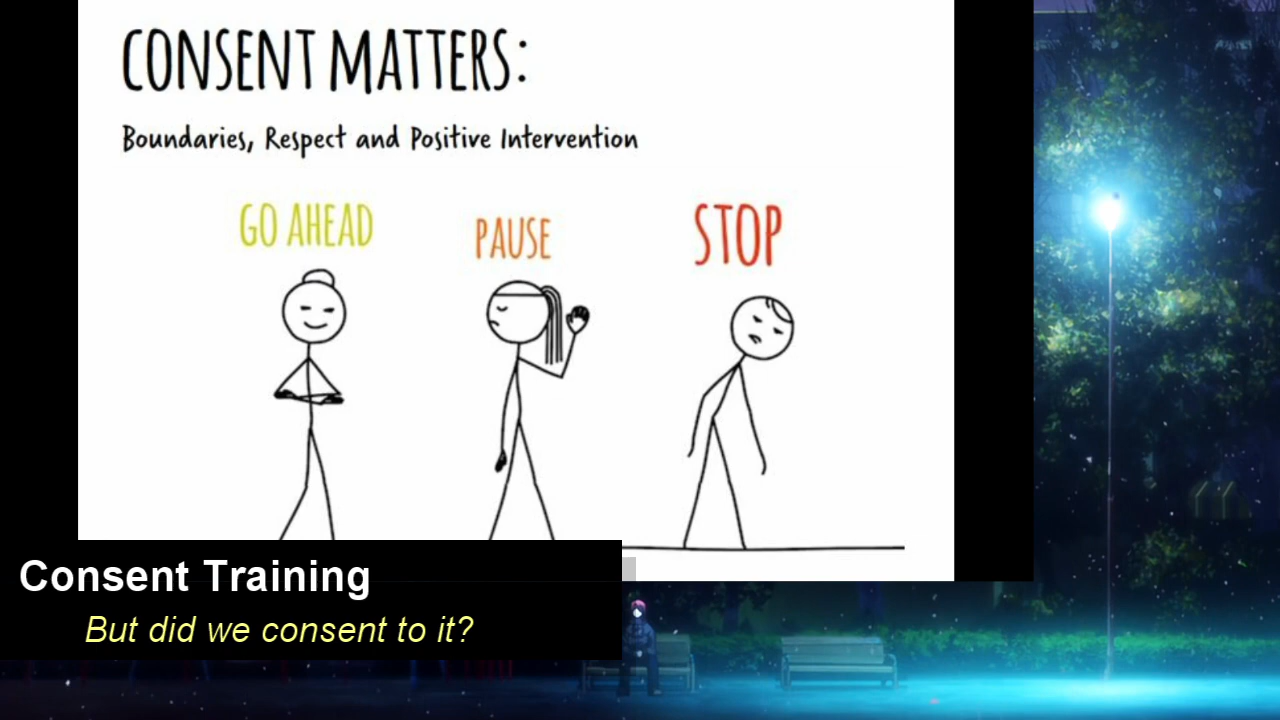 CONSENT MATTERS:
Boundaries, Respect and Positive Intervention
GO AHEAD
PAUSE
STOP
Consent Training
But did we consent to it?